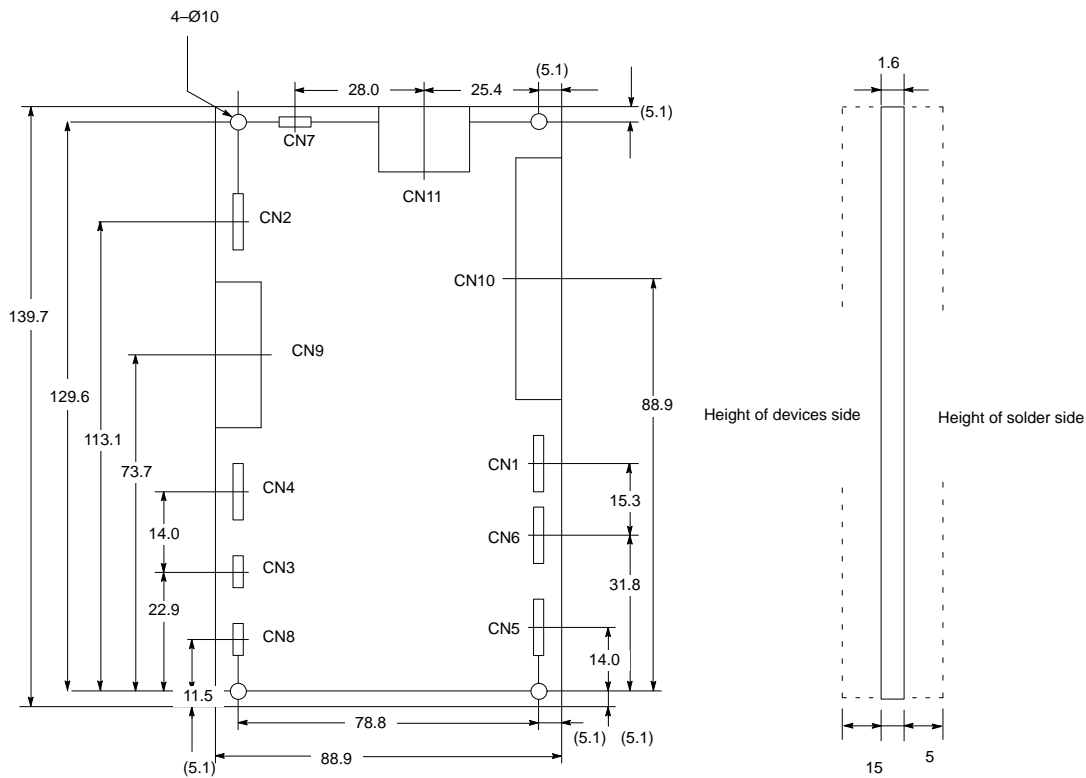 4–Ø10
(5.1)
1.6
28.0
25.4
(5.1)
CN7
CN11
CN2
CN10
139.7
CN9
129.6
88.9
Height of devices side
Height of solder side
113.1
73.7
CN1
CN4
15.3
14.0
CN6
CN3
31.8
22.9
CN8
CN5
14.0
11.5
78.8
(5.1)
(5.1)
88.9
(5.1)
5
15